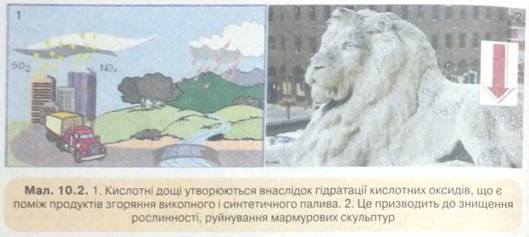 1
2
SO₂
NOₓ
Мал. 10.2. 1. Кислотні дощі утворюються внаслідок гідратації кислотних оксидів, що є
поміж продуктів згоряння викопного і синтетичного палива. 2. Це призводить до знищення
рослинності, руйнування мармурових скульптур